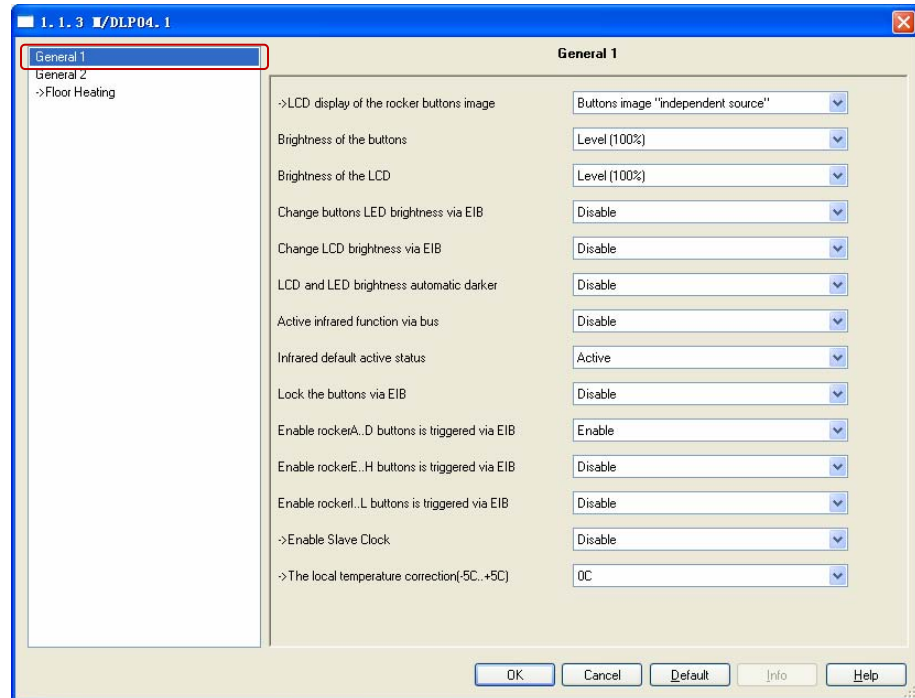 1.1.3 M/DLP04.1
General 1
General 2
->Floor Heating
General 1
->LCD display of the rocker buttons image Buttons image "independent source"
Brightness of the buttons Level (100%)
Brightness of the LCD Level (100%)
Change buttons LED brightness via EIB Disable
Change LCD brightness via EIB Disable
LCD and LED brightness automatic darker Disable
Active infrared function via bus Disable
Infrared default active status Active
Lock the buttons via EIB Disable
Enable rockerA..D buttons is triggered via EIB Enable
Enable rockerE..H buttons is triggered via EIB Disable
Enable rockerI..L buttons is triggered via EIB Disable
->Enable Slave Clock Disable
->The local temperature correction(-5C..+5C) 0C
OK Cancel Default Info Help